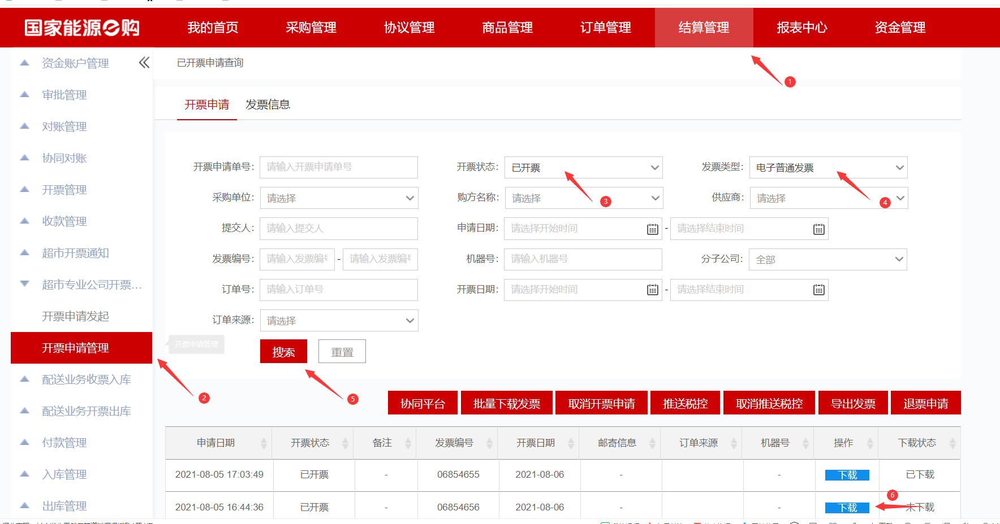 国家能源e购 我的首页 采购管理 协议管理 商品管理 订单管理 结算管理 报表中心 资金管理
资金账户管理
审批管理
对账管理
协同对账
开票管理
收款管理
超市开票通知
超市专业公司开票...
开票申请发起
开票申请管理
配送业务收票入库
配送业务开票出库
付款管理
入库管理
出库管理
已开票申请查询
1
开票申请 发票信息
开票申请单号: 请输入开票申请单号 开票状态: 已开票 发票类型: 电子普通发票
采购单位: 请选择 购方名称: 请选择 3 供应商: 请选择 4
提交人: 请输入提交人 申请日期: 请选择开始时间 - 请选择结束时间
发票编号: 请输入发票编号 - 请输入发票编号 机器号: 请输入机器号 分子公司: 全部
订单号: 请输入订单号 开票日期: 请选择开始时间 - 请选择结束时间
订单来源: 请选择
开票申请管理
搜索 重置
2
5
协同平台 批量下载发票 取消开票申请 推送税控 取消推送税控 导出发票 退票申请
申请日期 开票状态 备注 发票编号 开票日期 邮寄信息 订单来源 机器号 操作 下载状态
2021-08-05 17:03:49 已开票 - 06854655 2021-08-06 - - 下载 已下载
6
2021-08-05 16:44:36 已开票 - 06854656 2021-08-06 - - 下载 未下载